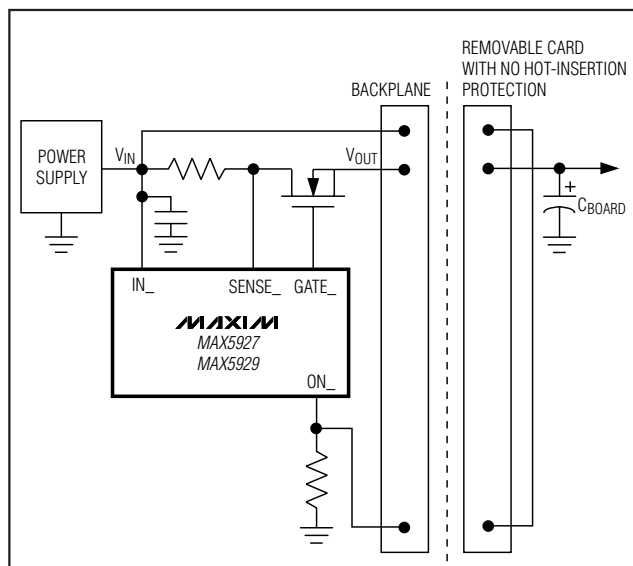 REMOVABLE CARD
WITH NO HOT-INSERTION
PROTECTION
BACKPLANE
POWER
SUPPLY
VIN
VOUT
+
CBOARD
IN_
SENSE_
GATE_
MAXIM
MAX5927
MAX5929
ON_